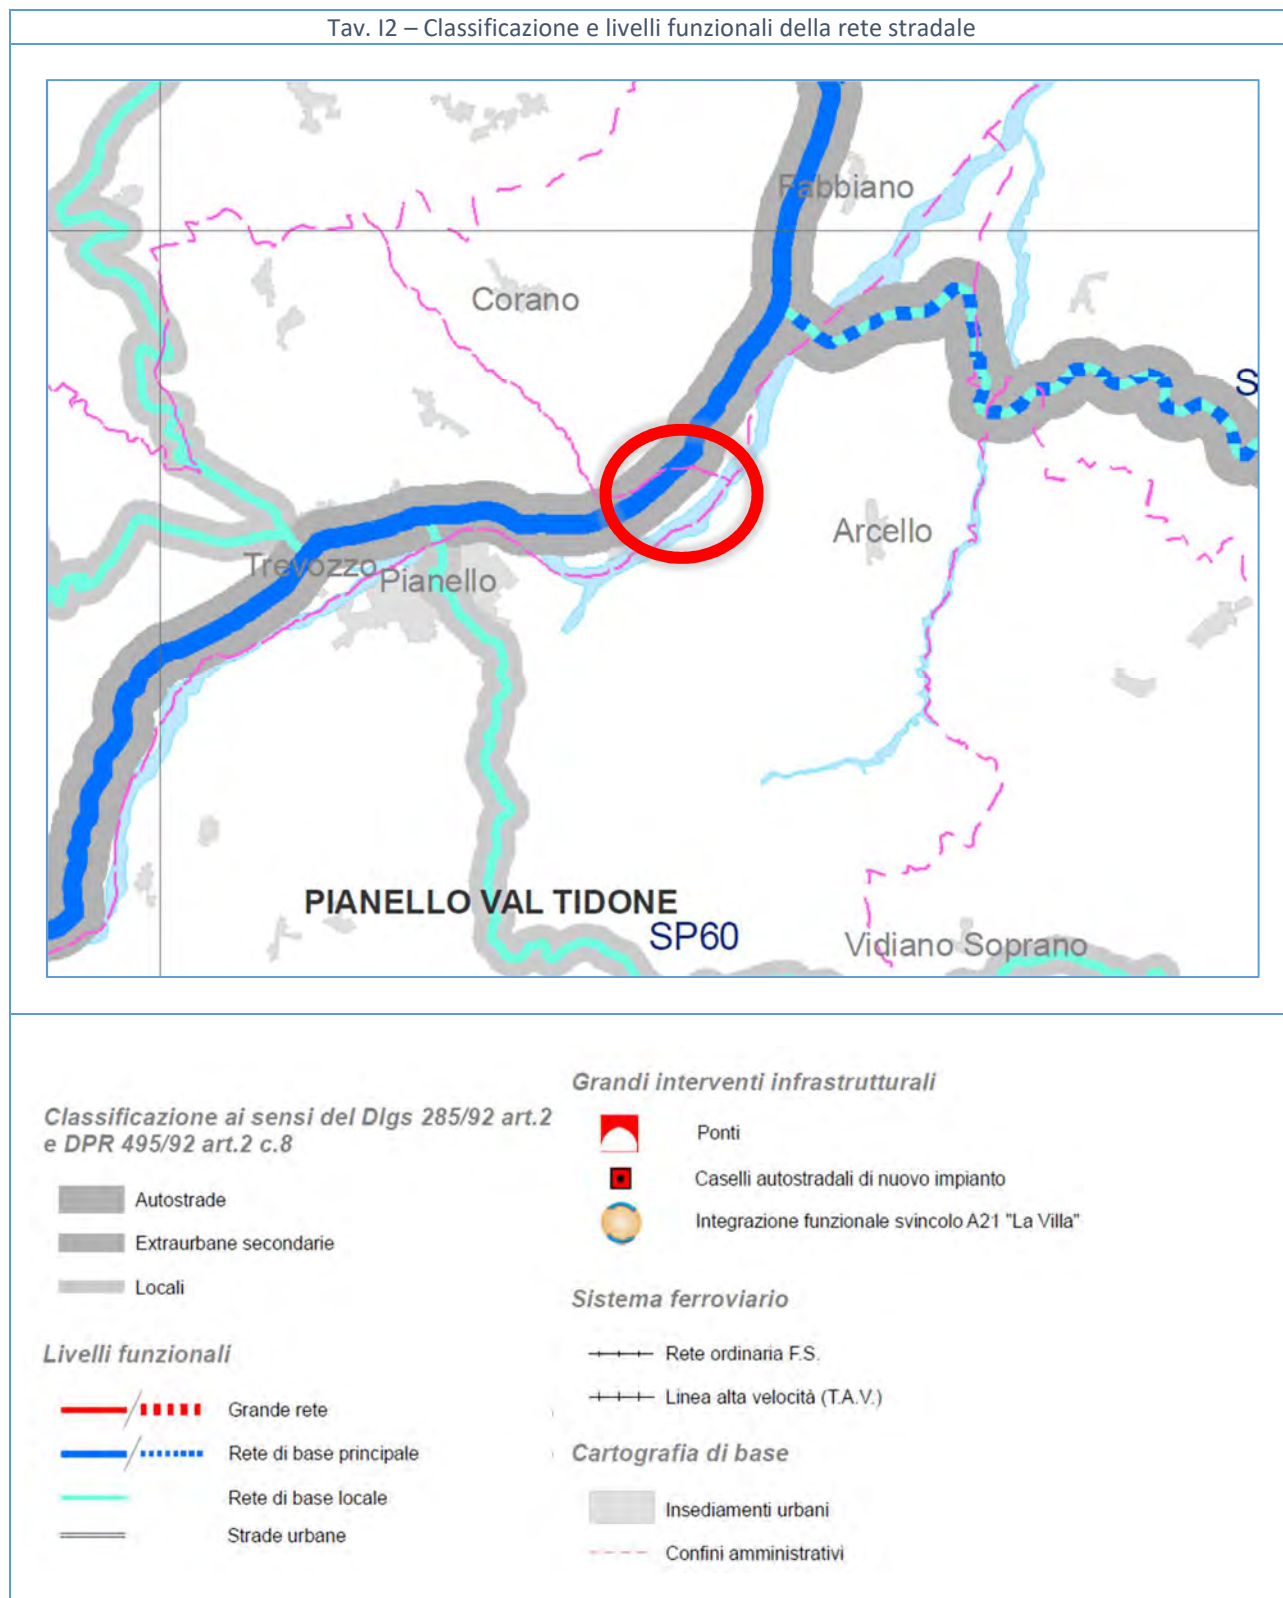 Tav. I2 – Classificazione e livelli funzionali della rete stradale
Fabbiano
Corano
S
Arcello
Trevozzo
Pianello
PIANELLO VAL TIDONE
SP60
Vidiano Soprano
Classificazione ai sensi del Dlgs 285/92 art.2
e DPR 495/92 art.2 c.8
Autostrade
Extraurbane secondarie
Locali
Livelli funzionali
Grande rete
Rete di base principale
Rete di base locale
Strade urbane
Grandi interventi infrastrutturali
Ponti
Caselli autostradali di nuovo impianto
Integrazione funzionale svincolo A21 "La Villa"
Sistema ferroviario
Rete ordinaria F.S.
Linea alta velocità (T.A.V.)
Cartografia di base
Insediamenti urbani
Confini amministrativi